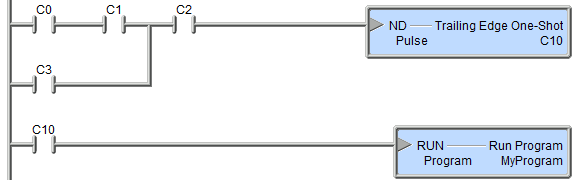 C0 C1 C2
ND Trailing Edge One-Shot
Pulse C10
C3
C10
RUN Run Program
Program MyProgram